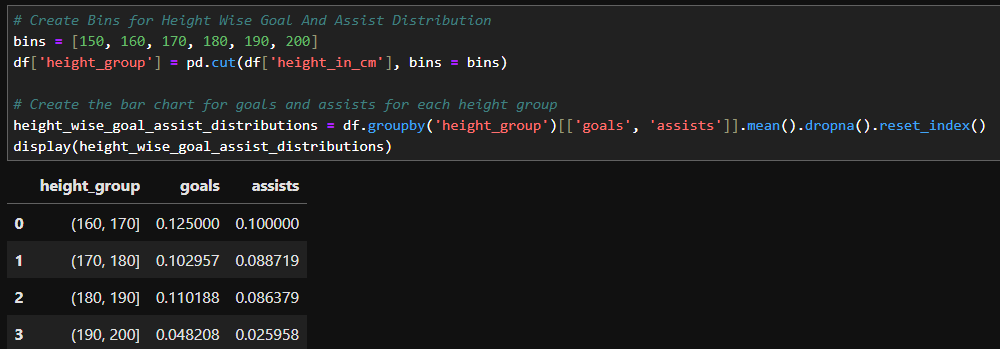 # Create Bins for Height Wise Goal And Assist Distribution
bins = [150, 160, 170, 180, 190, 200]
df['height_group'] = pd.cut(df['height_in_cm'], bins = bins)
# Create the bar chart for goals and assists for each height group
height_wise_goal_assist_distributions = df.groupby('height_group')[['goals', 'assists']].mean().dropna().reset_index()
display(height_wise_goal_assist_distributions)
height_group goals assists
0 (160, 170] 0.125000 0.100000
1 (170, 180] 0.102957 0.088719
2 (180, 190] 0.110188 0.086379
3 (190, 200] 0.048208 0.025958